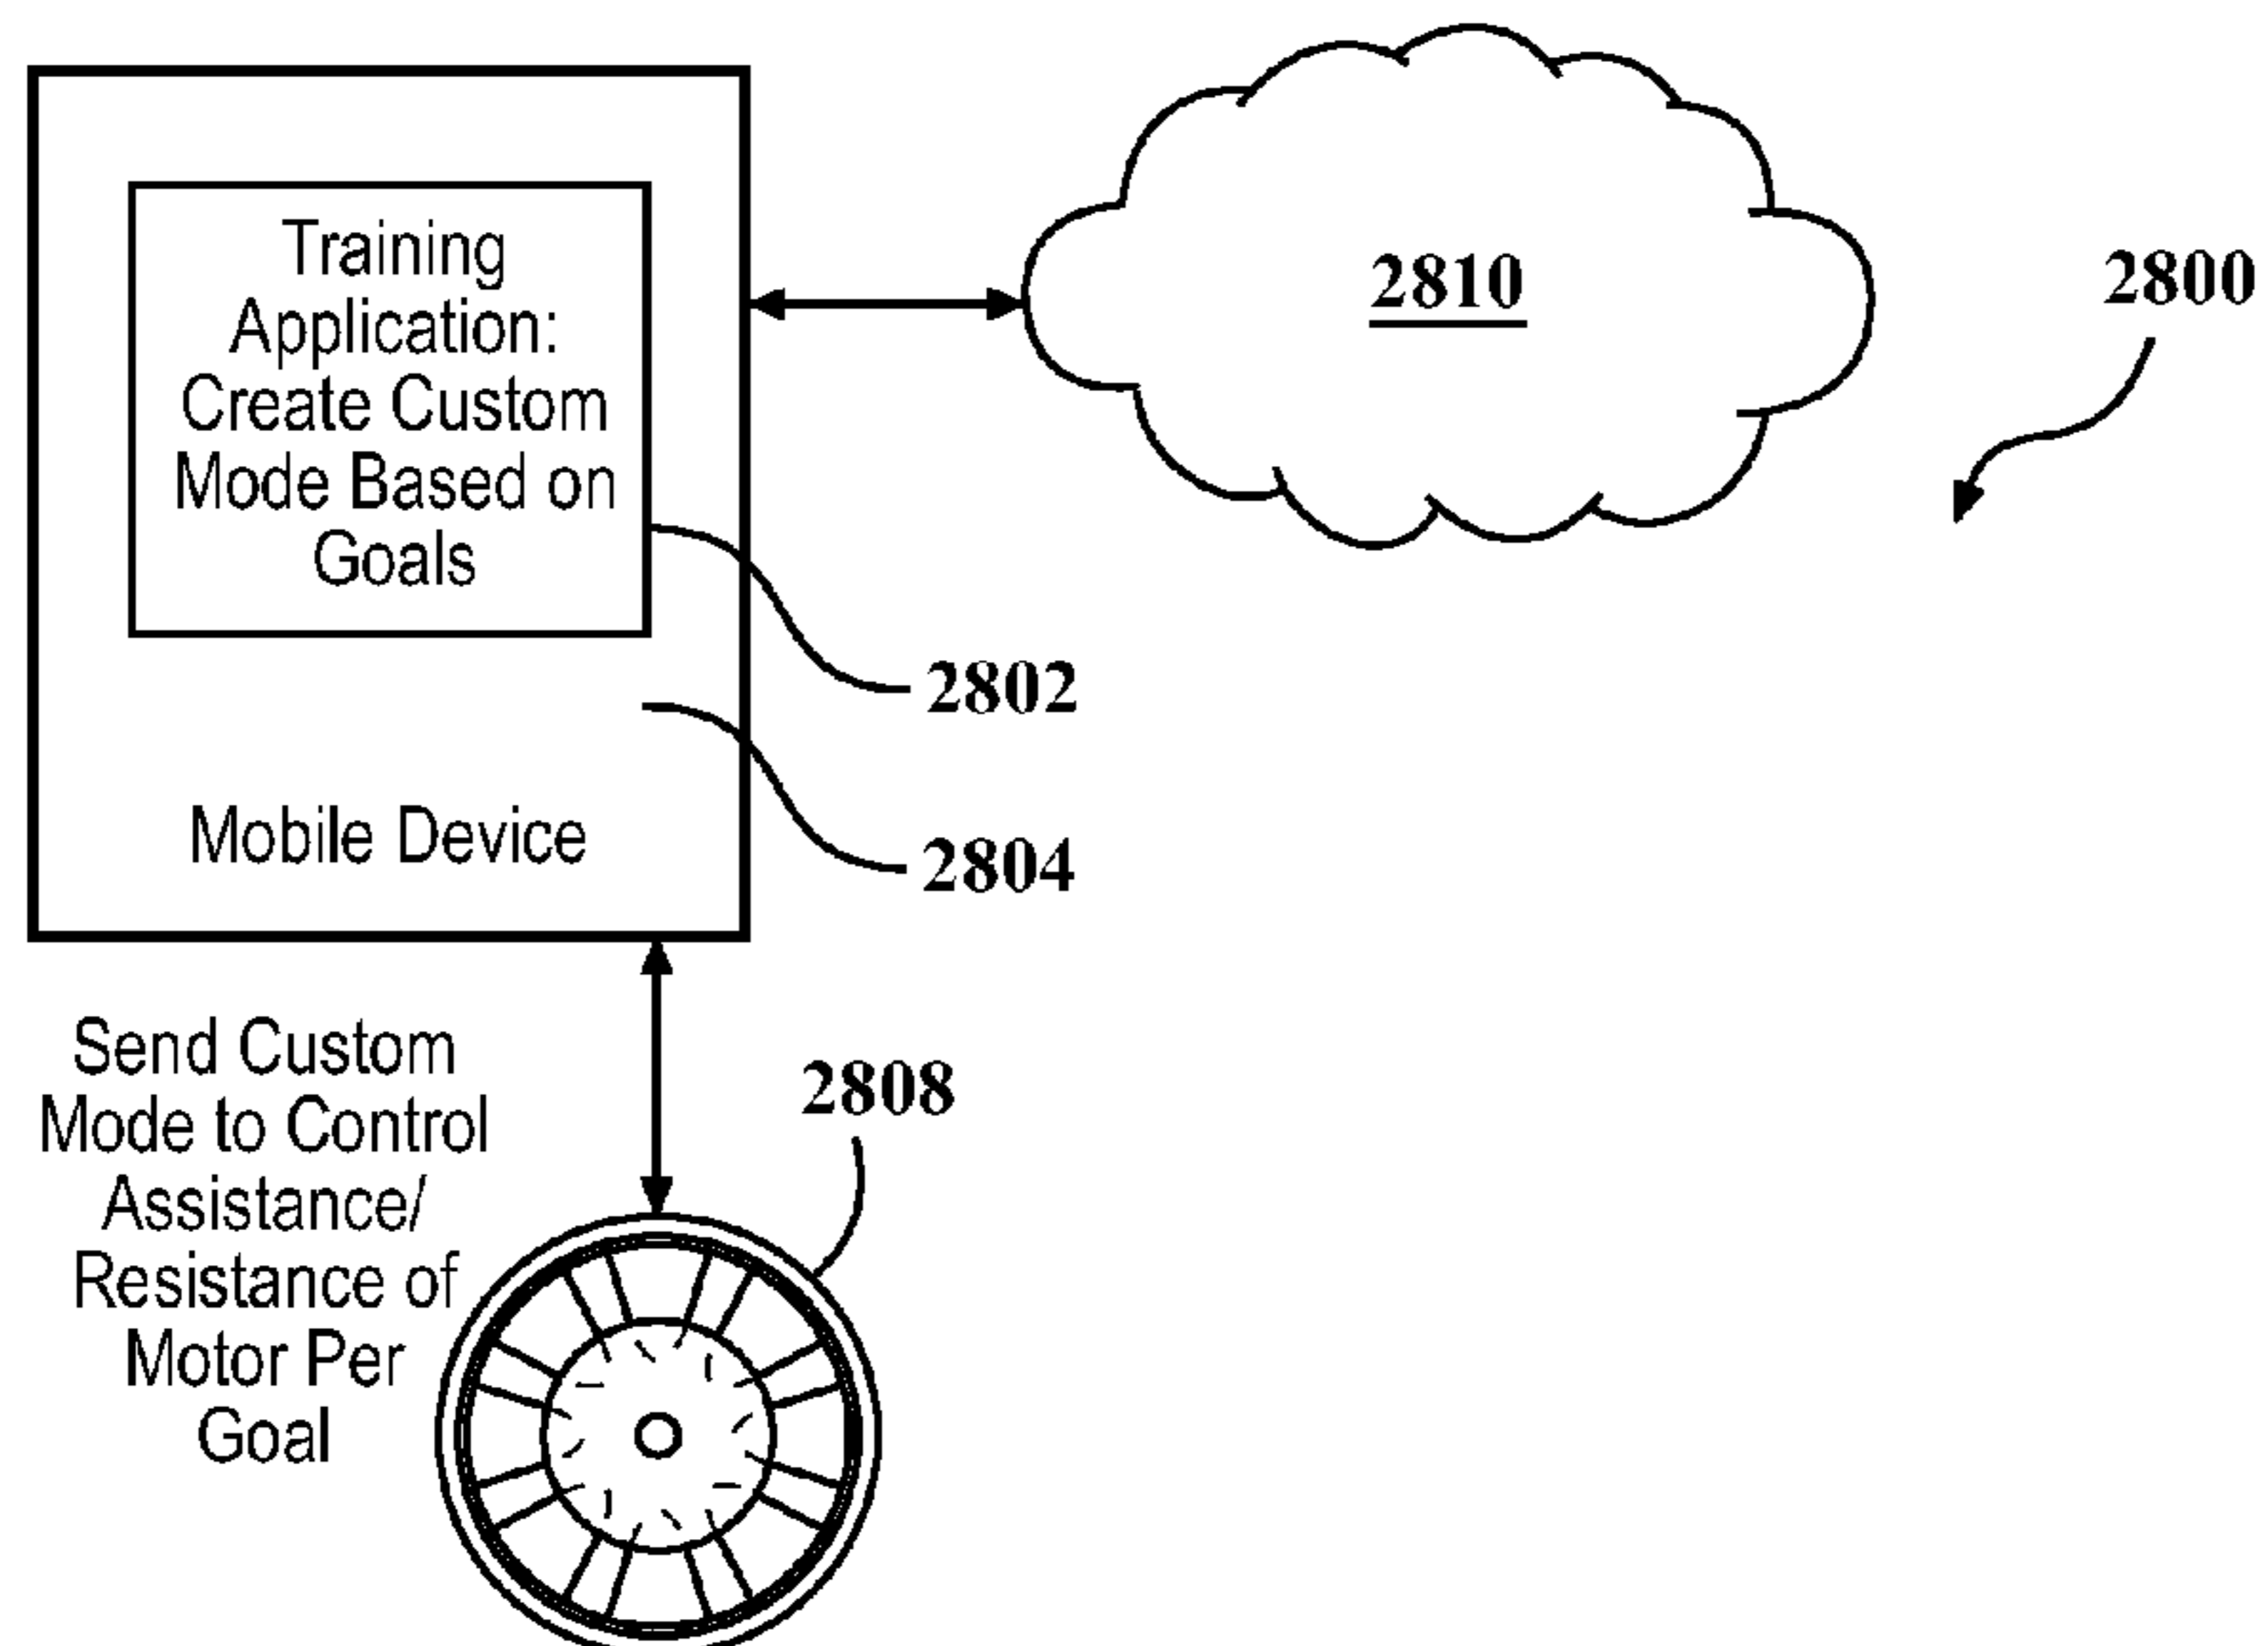 Training
Application:
Create Custom
Mode Based on
Goals
2810
2800
2802
Mobile Device
2804
Send Custom
Mode to Control
Assistance/
Resistance of
Motor Per
Goal
2808